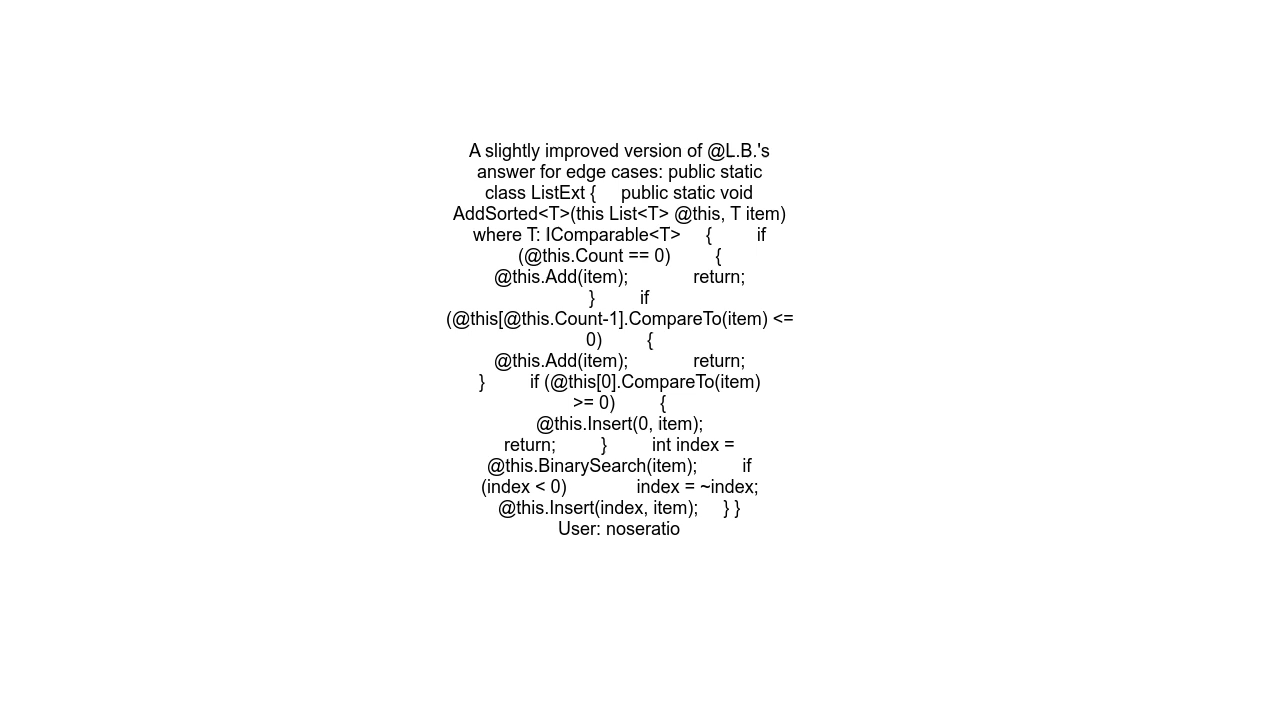 A slightly improved version of @L.B.'s
answer for edge cases: public static
class ListExt {     public static void
AddSorted<T>(this List<T> @this, T item)
where T: IComparable<T>     {         if
(@this.Count == 0)         {
@this.Add(item);             return;
}         if
(@this[@this.Count-1].CompareTo(item) <=
0)         {
@this.Add(item);             return;
}         if (@this[0].CompareTo(item)
>= 0)         {
@this.Insert(0, item);
return;         }         int index =
@this.BinarySearch(item);         if
(index < 0)              index = ~index;
@this.Insert(index, item);     } }
User: noseratio